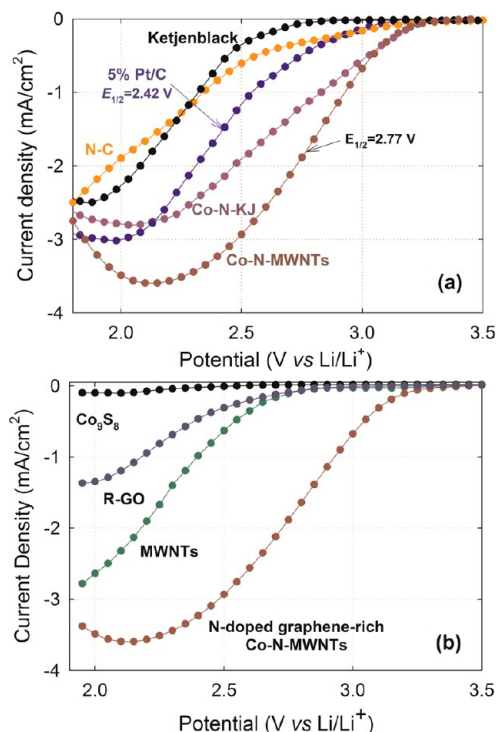 0
Ketjenblack
-1
5% Pt/C
E1/2=2.42 V
N-C
E1/2=2.77 V
-2
Co-N-KJ
-3
Co-N-MWNTs
(a)
-4
2.0 2.5 3.0 3.5
Current density (mA/cm²)
Potential (V vs Li/Li⁺)
0
Co₉S₈
-1
R-GO
-2
MWNTs
-3
N-doped graphene-rich
Co-N-MWNTs
(b)
-4
2.0 2.5 3.0 3.5
Current Density (mA/cm²)
Potential (V vs Li/Li⁺)